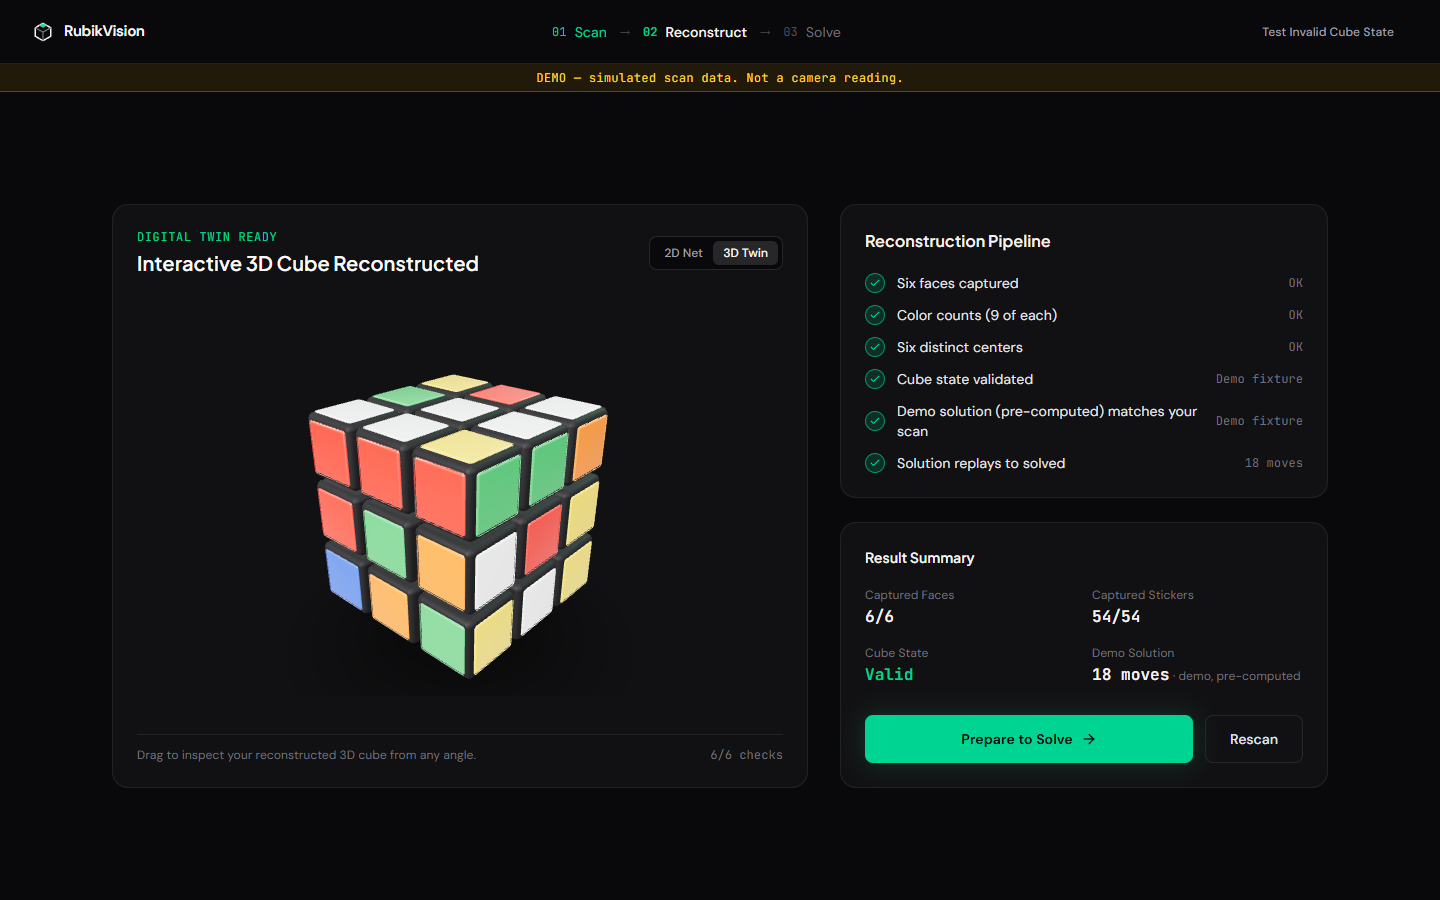 RubikVision
01 Scan → 02 Reconstruct → 03 Solve
Test Invalid Cube State
DEMO — simulated scan data. Not a camera reading.
DIGITAL TWIN READY
Interactive 3D Cube Reconstructed
2D Net 3D Twin
Drag to inspect your reconstructed 3D cube from any angle.
6/6 checks
Reconstruction Pipeline
Six faces captured OK
Color counts (9 of each) OK
Six distinct centers OK
Cube state validated Demo fixture
Demo solution (pre-computed) matches your
scan
Demo fixture
Solution replays to solved 18 moves
Result Summary
Captured Faces
6/6
Captured Stickers
54/54
Cube State
Valid
Demo Solution
18 moves · demo, pre-computed
Prepare to Solve →
Rescan